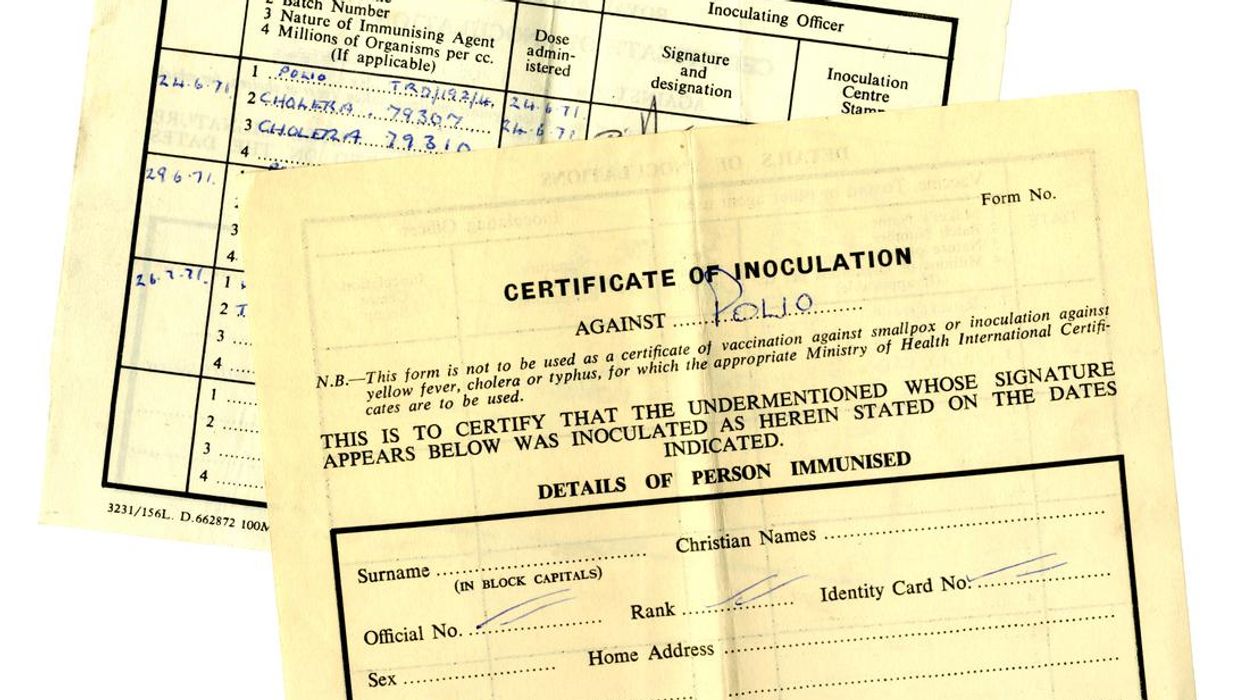 Batch Number
3 Nature of Immunising Agent
4 Millions of Organisms per cc.
(If applicable)
Dose
admin-
istered
Inoculating Officer
Signature
and
designation
Inoculation
Centre
Stamp
24.6.71
1 POLIO
24.6.71.
2 CHOLERA. 79307
24.6.71.
3 CHOLERA 79310
4
29.6.71.
3
4
1
2
3
4
1
2
3
4
3231/156L. D.662872 100M
Form No.
CERTIFICATE OF INOCULATION
AGAINST POLIO
N.B.—This form is not to be used as a certificate of vaccination against smallpox or inoculation against
yellow fever, cholera or typhus, for which the appropriate Ministry of Health International Certifi-
cates are to be used.
THIS IS TO CERTIFY THAT THE UNDERMENTIONED WHOSE SIGNATURE
APPEARS BELOW WAS INOCULATED AS HEREIN STATED ON THE DATES
INDICATED.
DETAILS OF PERSON IMMUNISED
Surname
(IN BLOCK CAPITALS)
Christian Names
Official No.
Rank
Identity Card No.
Sex
Home Address